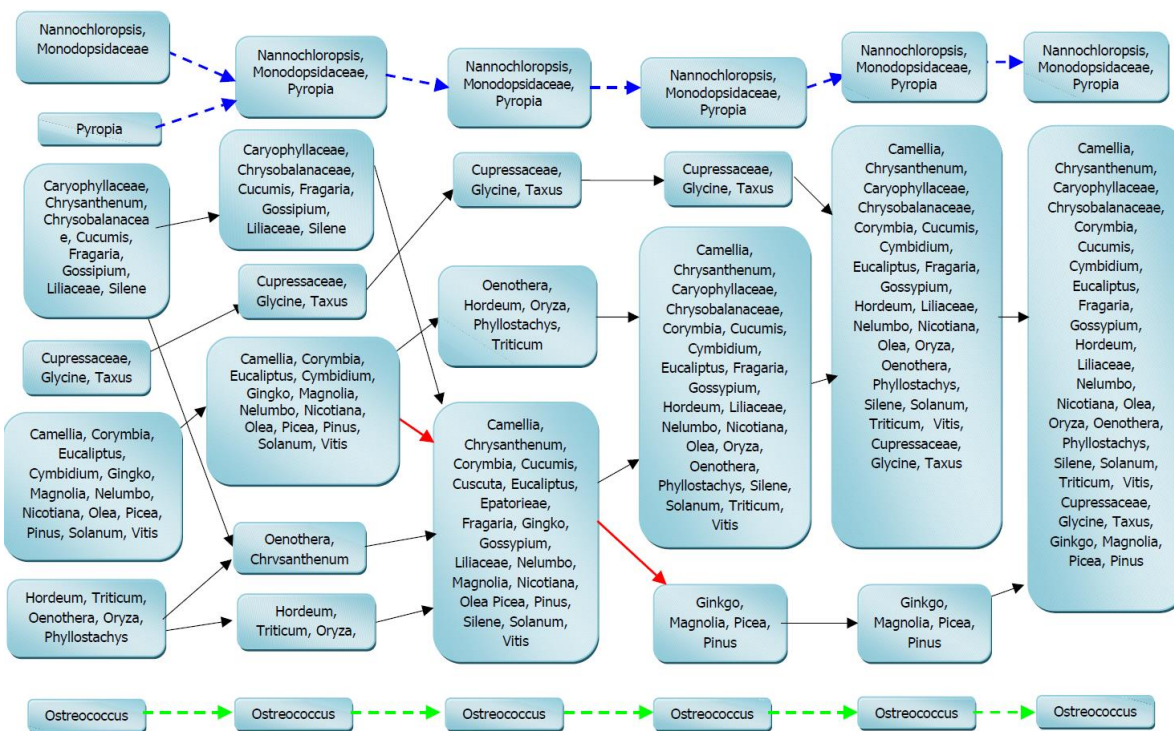 Nannochloropsis,
Monodopsidaceae
Pyropia
Caryophyllaceae,
Chrysanthenum,
Chrysobalanacea
e, Cucumis,
Fragaria,
Gossipium,
Liliaceae, Silene
Cupressaceae,
Glycine, Taxus
Camellia, Corymbia,
Eucaliptus,
Cymbidium, Gingko,
Magnolia, Nelumbo,
Nicotiana, Olea, Picea,
Pinus, Solanum, Vitis
Hordeum, Triticum,
Oenothera, Oryza,
Phyllostachys
Ostreococcus
Nannochloropsis,
Monodopsidaceae,
Pyropia
Caryophyllaceae,
Chrysobalanaceae,
Cucumis, Fragaria,
Gossipium,
Liliaceae, Silene
Cupressaceae,
Glycine, Taxus
Camellia, Corymbia,
Eucaliptus, Cymbidium,
Gingko, Magnolia,
Nelumbo, Nicotiana,
Olea, Picea, Pinus,
Solanum, Vitis
Oenothera,
Chrvsanthenum
Hordeum,
Triticum, Oryza,
Ostreococcus
Nannochloropsis,
Monodopsidaceae,
Pyropia
Cupressaceae,
Glycine, Taxus
Oenothera,
Hordeum, Oryza,
Phyllostachys,
Triticum
Camellia,
Chrysanthenum,
Corymbia, Cucumis,
Cuscuta, Eucaliptus,
Epatorieae,
Fragaria, Gingko,
Gossypium,
Liliaceae, Nelumbo,
Magnolia, Nicotiana,
Olea Picea, Pinus,
Silene, Solanum,
Vitis
Ostreococcus
Nannochloropsis,
Monodopsidaceae,
Pyropia
Cupressaceae,
Glycine, Taxus
Camellia,
Chrysanthenum,
Caryophyllaceae,
Chrysobalanaceae,
Corymbia, Cucumis,
Cymbidium,
Eucaliptus, Fragaria,
Gossypium,
Hordeum, Liliaceae,
Nelumbo, Nicotiana,
Olea, Oryza,
Oenothera,
Phyllostachys, Silene,
Solanum, Triticum,
Vitis
Ginkgo,
Magnolia, Picea,
Pinus
Ostreococcus
Nannochloropsis,
Monodopsidaceae,
Pyropia
Camellia,
Chrysanthenum,
Caryophyllaceae,
Chrysobalanaceae,
Corymbia, Cucumis,
Cymbidium,
Eucaliptus, Fragaria,
Gossypium,
Hordeum, Liliaceae,
Nelumbo, Nicotiana,
Olea, Oryza,
Oenothera,
Phyllostachys,
Silene, Solanum,
Triticum, Vitis,
Cupressaceae,
Glycine, Taxus
Ginkgo,
Magnolia, Picea,
Pinus
Ostreococcus
Nannochloropsis,
Monodopsidaceae,
Pyropia
Camellia,
Chrysanthenum,
Caryophyllaceae,
Chrysobalanaceae,
Corymbia,
Cucumis,
Cymbidium,
Eucaliptus,
Fragaria,
Gossypium,
Hordeum,
Liliaceae,
Nelumbo,
Nicotiana, Olea,
Oryza, Oenothera,
Phyllostachys,
Silene, Solanum,
Triticum, Vitis,
Cupressaceae,
Glycine, Taxus,
Ginkgo, Magnolia,
Picea, Pinus
Ostreococcus